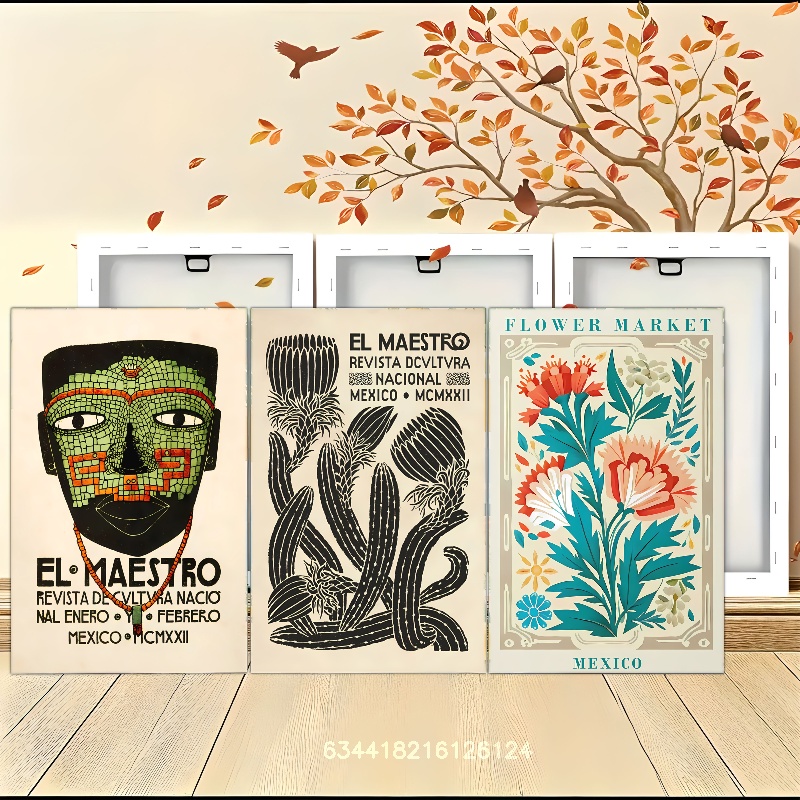 EL MAESTRO
REVISTA DE CVLTVRA NACIO
NAL ENERO • Y • FEBRERO
MEXICO • MCMXXII
EL MAESTRO
REVISTA DCVLTVRA
NACIONAL
MEXICO • MCMXXII
FLOWER MARKET
MEXICO
634418216126124